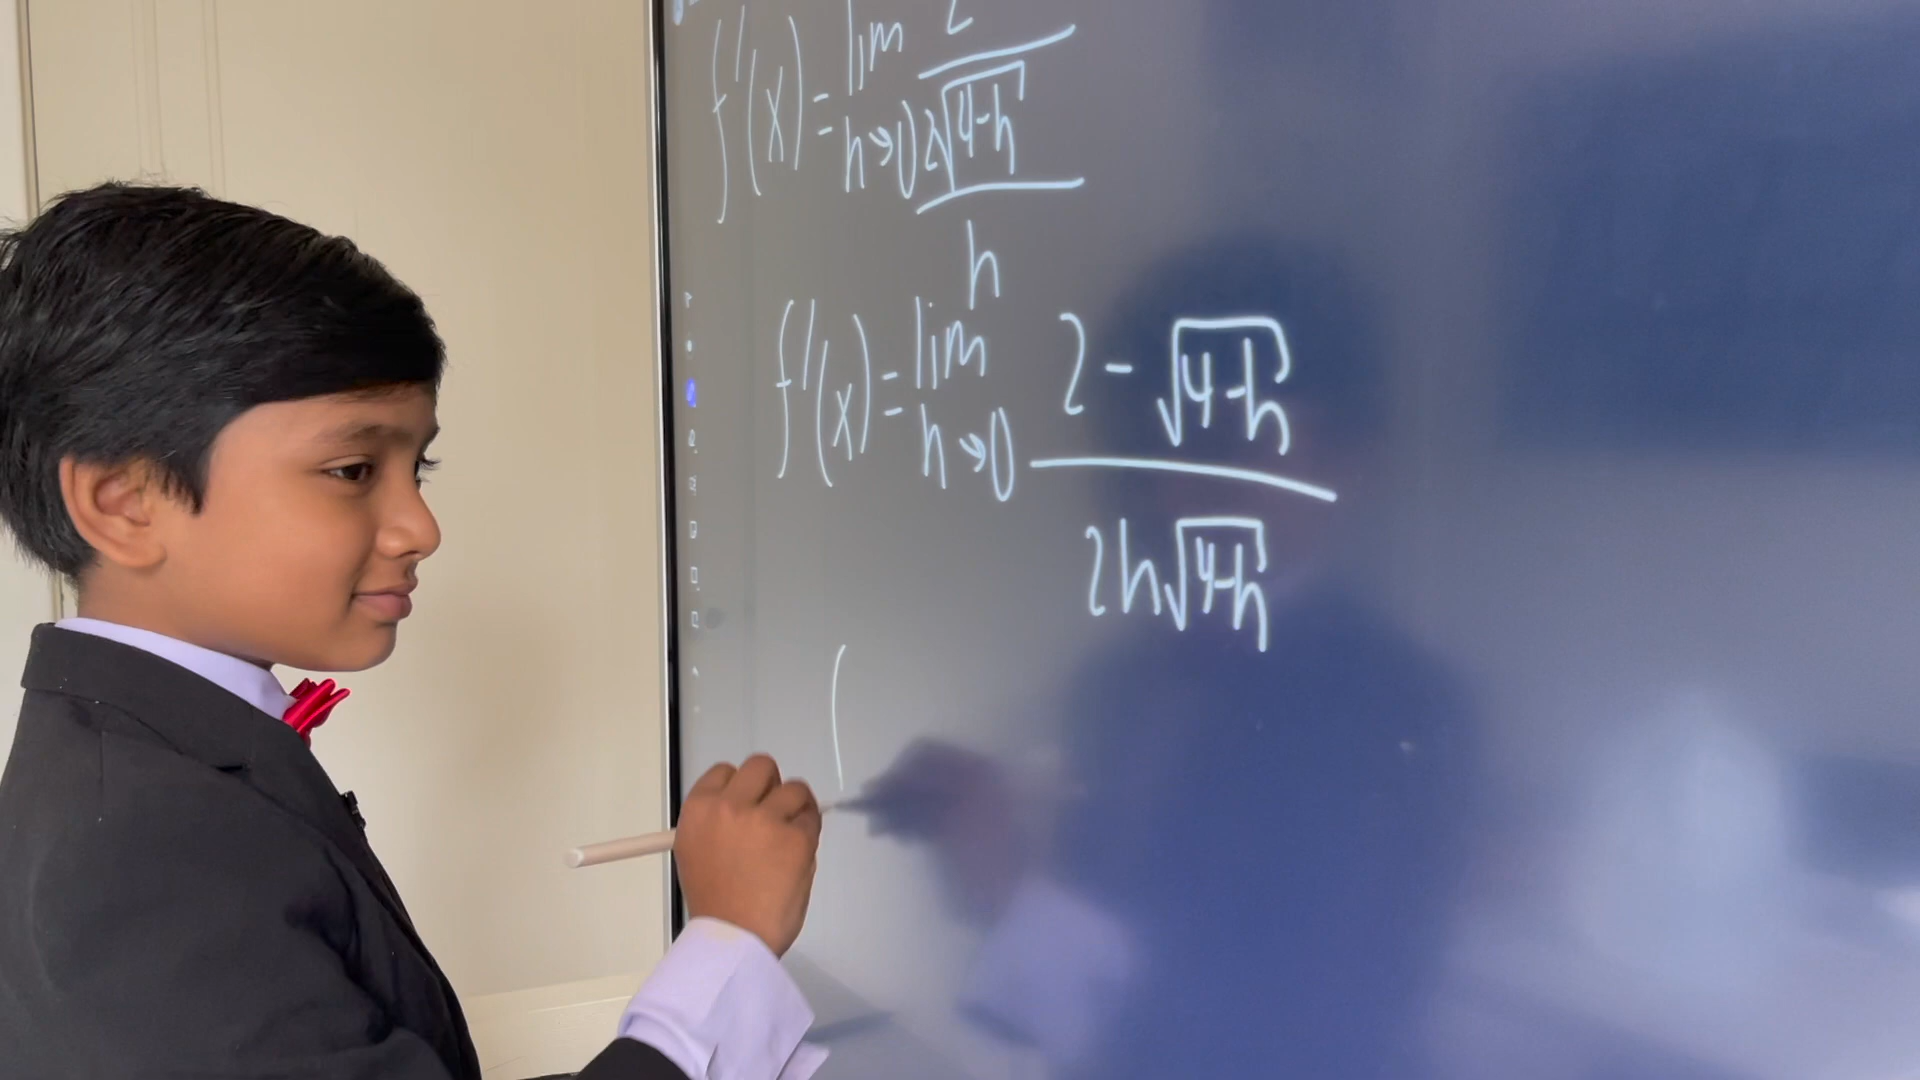 f'(x) = lim h→0 2 / 2√4-h / h
f'(x) = lim h→0 2 - √4-h / 2h√4-h
(